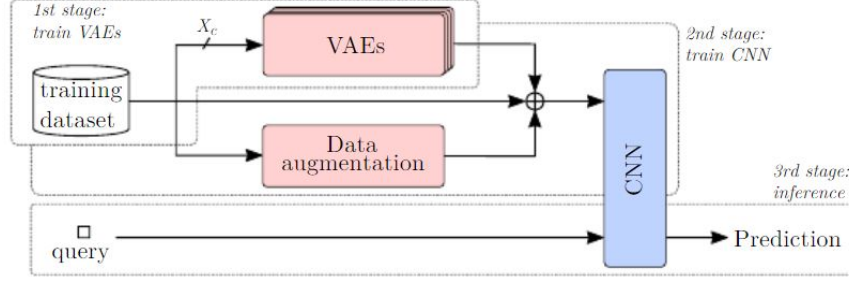 1st stage:
train VAEs
X_c
VAEs
2nd stage:
train CNN
training
dataset
Data
augmentation
CNN
3rd stage:
inference
query
Prediction